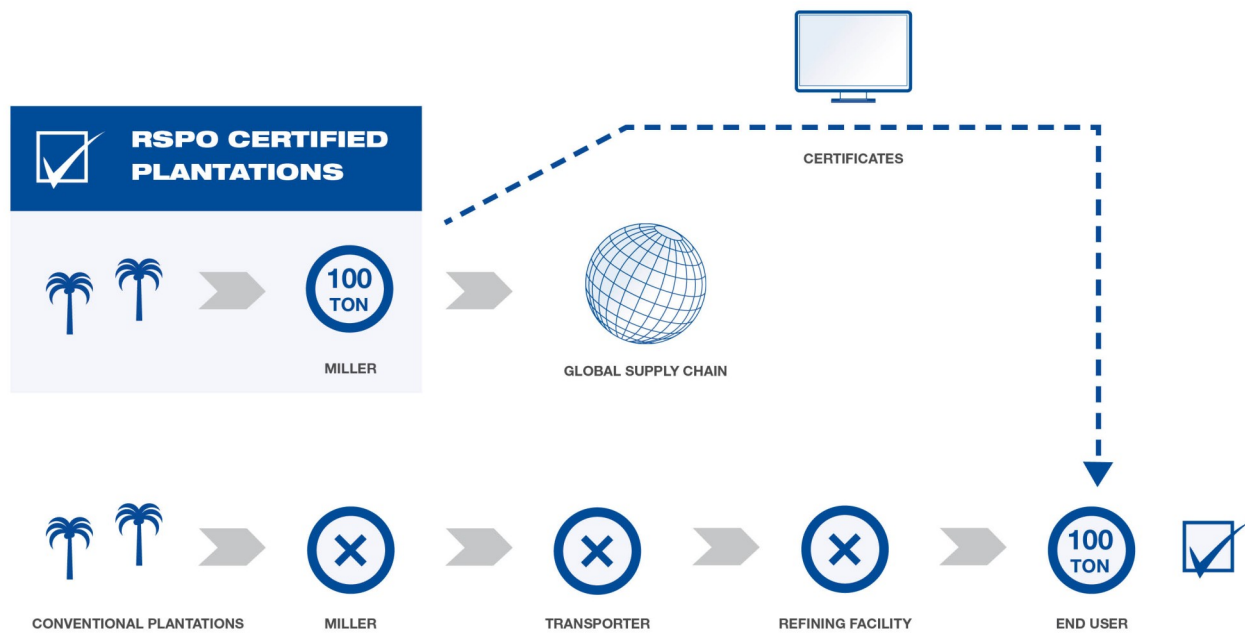 RSPO CERTIFIED
PLANTATIONS
CERTIFICATES
100
TON
MILLER
GLOBAL SUPPLY CHAIN
100
TON
CONVENTIONAL PLANTATIONS
MILLER
TRANSPORTER
REFINING FACILITY
END USER